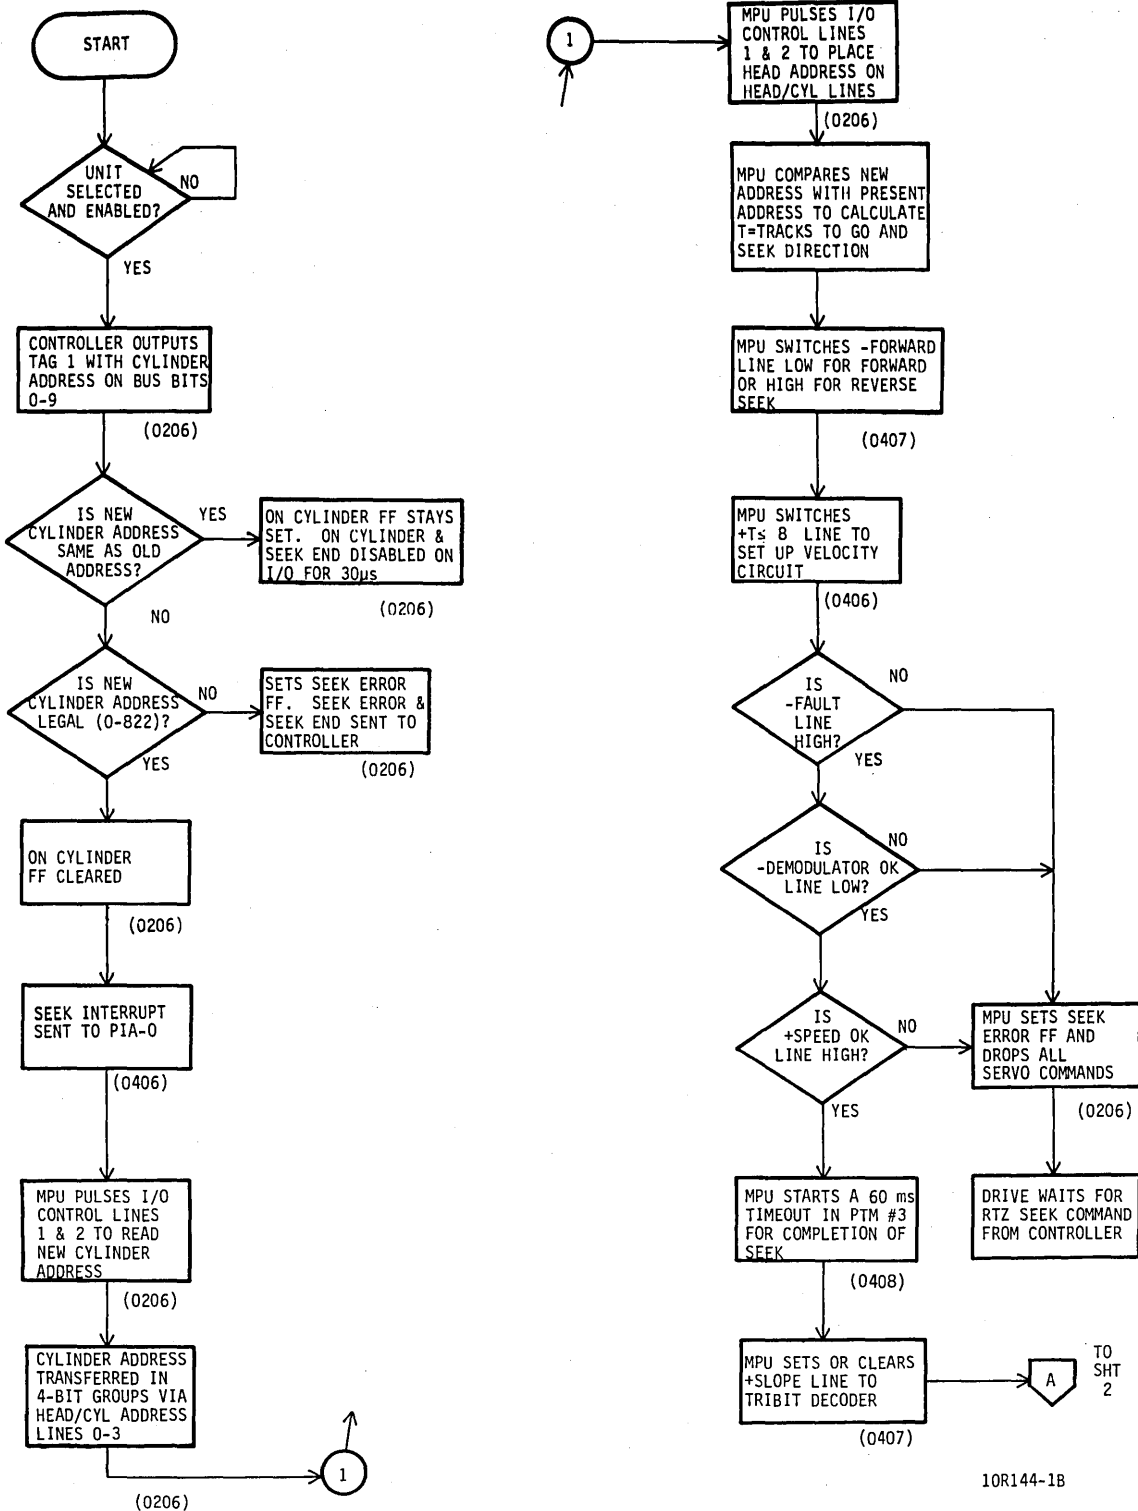 START
UNIT
SELECTED
AND ENABLED?
NO
YES
CONTROLLER OUTPUTS
TAG 1 WITH CYLINDER
ADDRESS ON BUS BITS
0-9
(0206)
IS NEW
CYLINDER ADDRESS
SAME AS OLD
ADDRESS?
YES
ON CYLINDER FF STAYS
SET. ON CYLINDER &
SEEK END DISABLED ON
I/O FOR 30µs
(0206)
NO
IS NEW
CYLINDER ADDRESS
LEGAL (0-822)?
NO
SETS SEEK ERROR
FF. SEEK ERROR &
SEEK END SENT TO
CONTROLLER
(0206)
YES
ON CYLINDER
FF CLEARED
(0206)
SEEK INTERRUPT
SENT TO PIA-0
(0406)
MPU PULSES I/O
CONTROL LINES
1 & 2 TO READ
NEW CYLINDER
ADDRESS
(0206)
CYLINDER ADDRESS
TRANSFERRED IN
4-BIT GROUPS VIA
HEAD/CYL ADDRESS
LINES 0-3
(0206)
1
1
MPU PULSES I/O
CONTROL LINES
1 & 2 TO PLACE
HEAD ADDRESS ON
HEAD/CYL LINES
(0206)
MPU COMPARES NEW
ADDRESS WITH PRESENT
ADDRESS TO CALCULATE
T=TRACKS TO GO AND
SEEK DIRECTION
MPU SWITCHES -FORWARD
LINE LOW FOR FORWARD
OR HIGH FOR REVERSE
SEEK
(0407)
MPU SWITCHES
+T≤ 8 LINE TO
SET UP VELOCITY
CIRCUIT
(0406)
IS
-FAULT
LINE
HIGH?
NO
YES
IS
-DEMODULATOR OK
LINE LOW?
NO
YES
IS
+SPEED OK
LINE HIGH?
NO
MPU SETS SEEK
ERROR FF AND
DROPS ALL
SERVO COMMANDS
(0206)
YES
DRIVE WAITS FOR
RTZ SEEK COMMAND
FROM CONTROLLER
MPU STARTS A 60 ms
TIMEOUT IN PTM #3
FOR COMPLETION OF
SEEK
(0408)
MPU SETS OR CLEARS
+SLOPE LINE TO
TRIBIT DECODER
(0407)
A
TO
SHT
2
10R144-1B